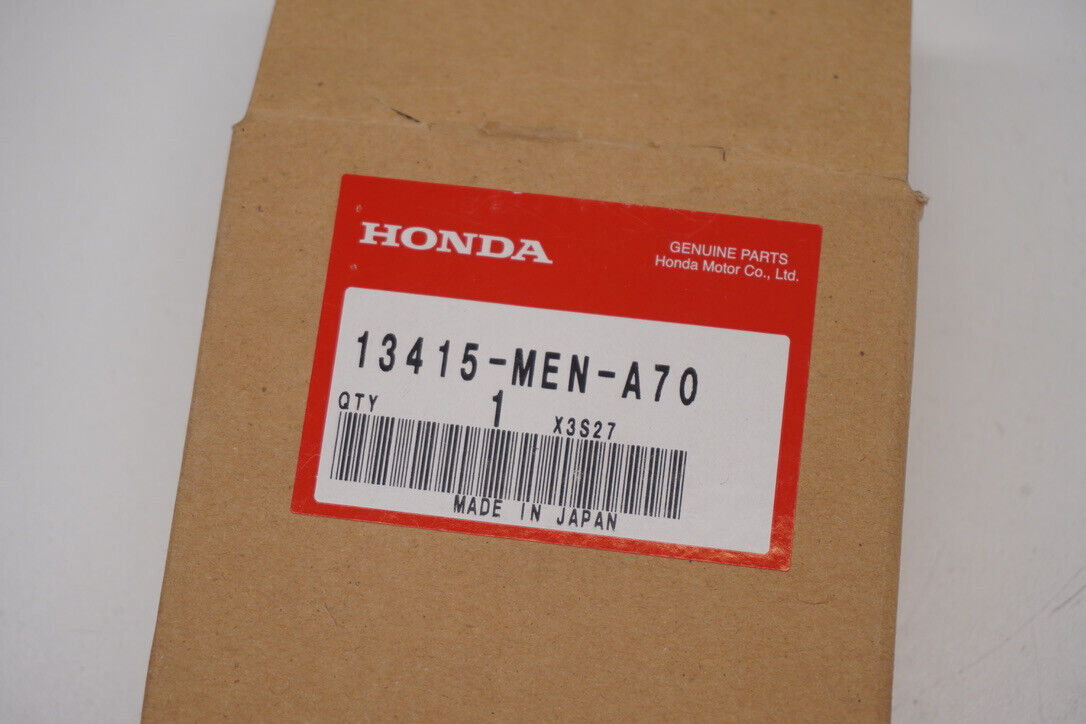 HONDA
GENUINE PARTS
Honda Motor Co., Ltd.
13415-MEN-A70
QTY 1 X3S27
MADE IN JAPAN